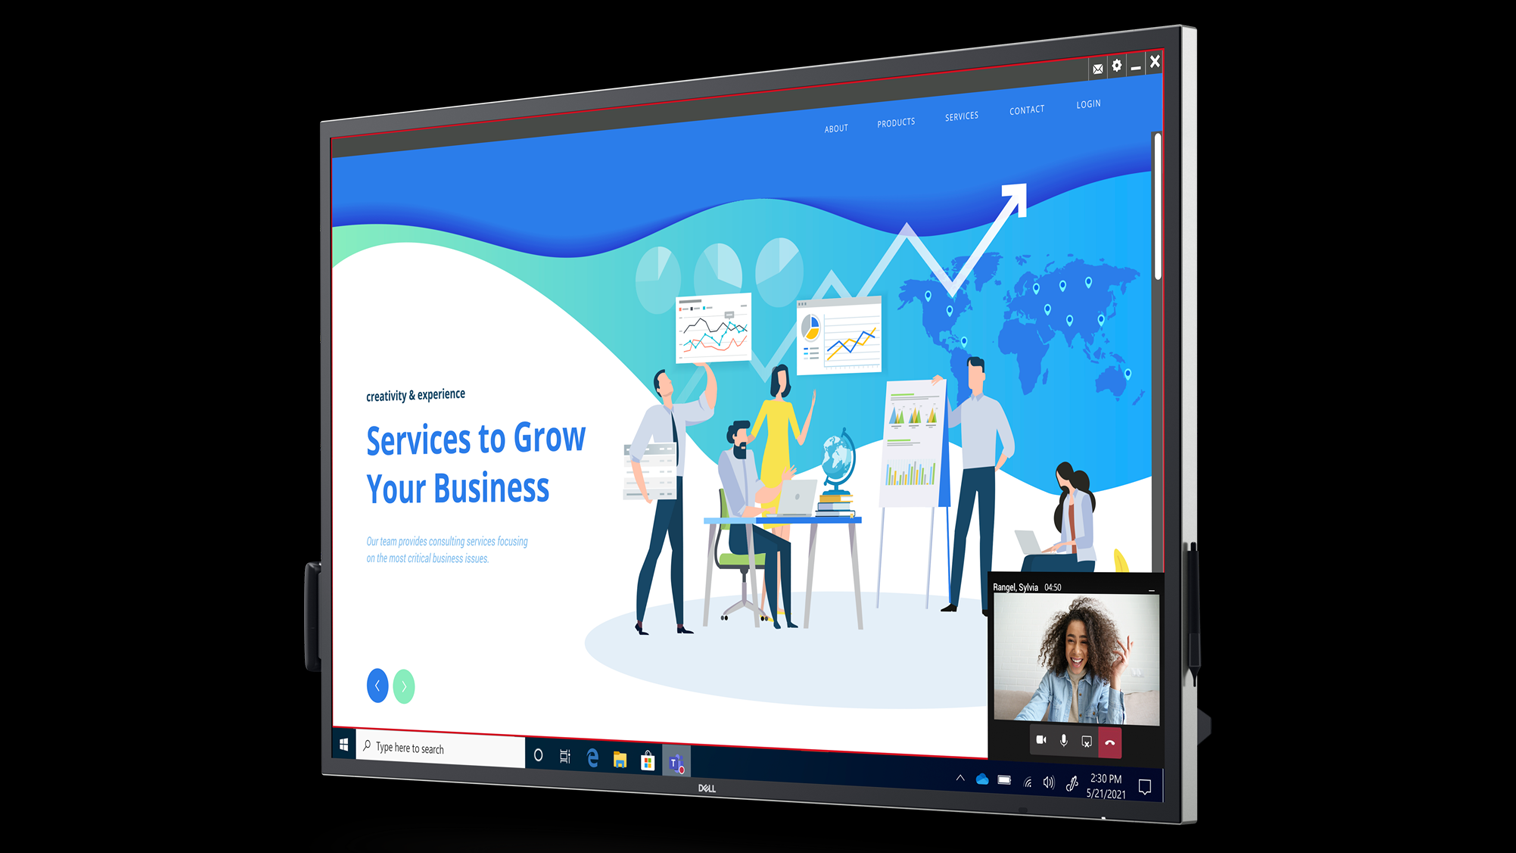 ABOUT
PRODUCTS
SERVICES
CONTACT
LOGIN
creativity & experience
Services to Grow
Your Business
Our team provides consulting services focusing
on the most critical business issues.
Rangel, Sylvia 04:50
Type here to search
T
2:30 PM
5/21/2021
DELL